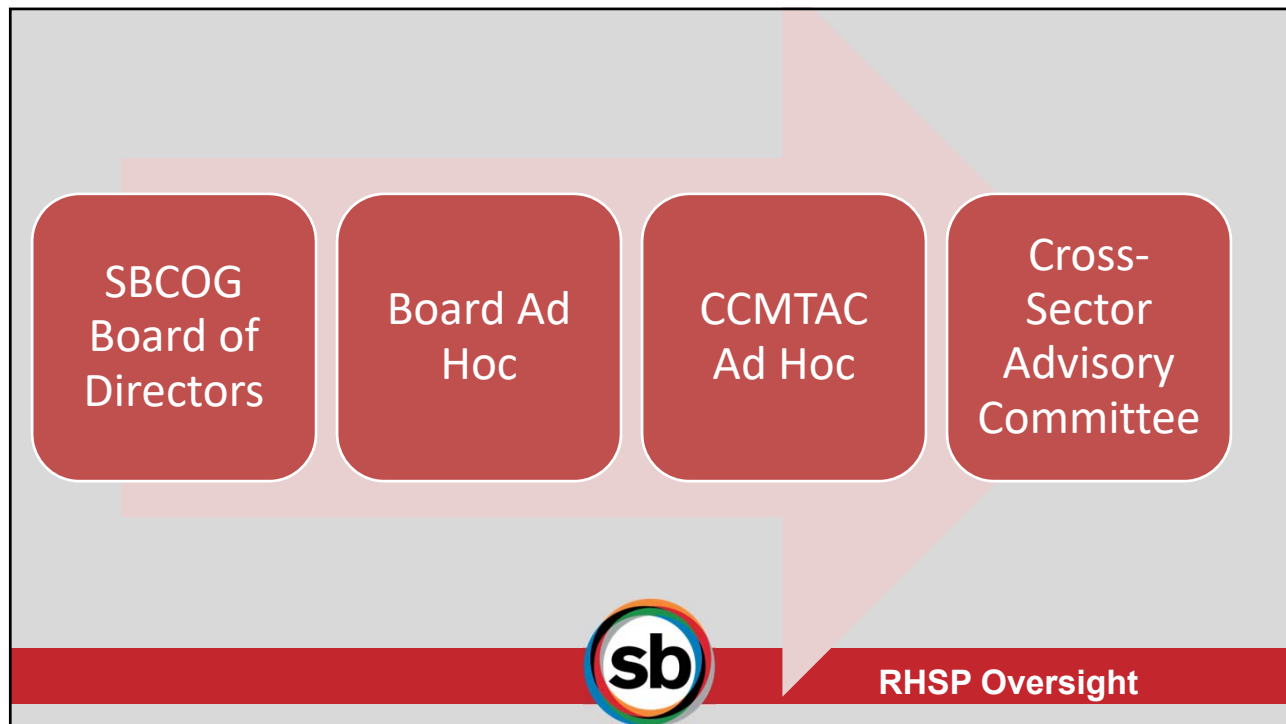 SBCOG
Board of
Directors
Board Ad
Hoc
CCMTAC
Ad Hoc
Cross-
Sector
Advisory
Committee
sb
RHSP Oversight